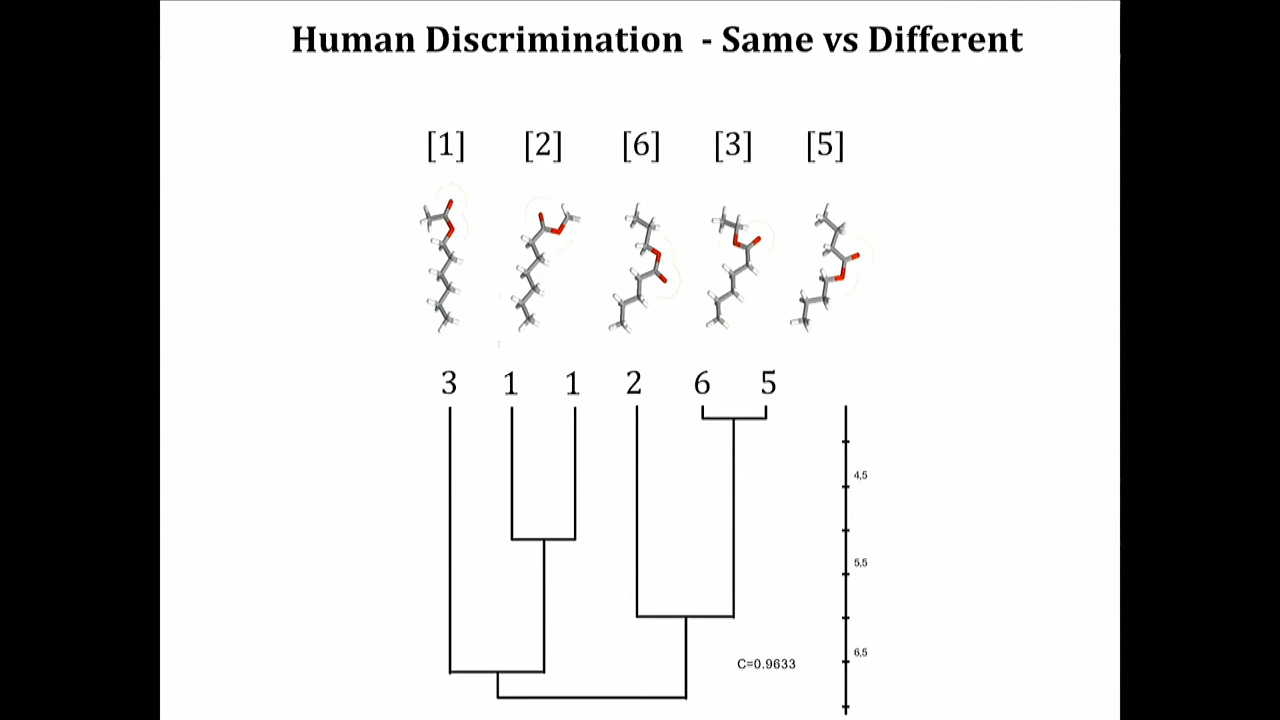 Human Discrimination - Same vs Different
[1] [2] [6] [3] [5]
3 1 1 2 6 5
4,5
5,5
6,5
C=0.9633